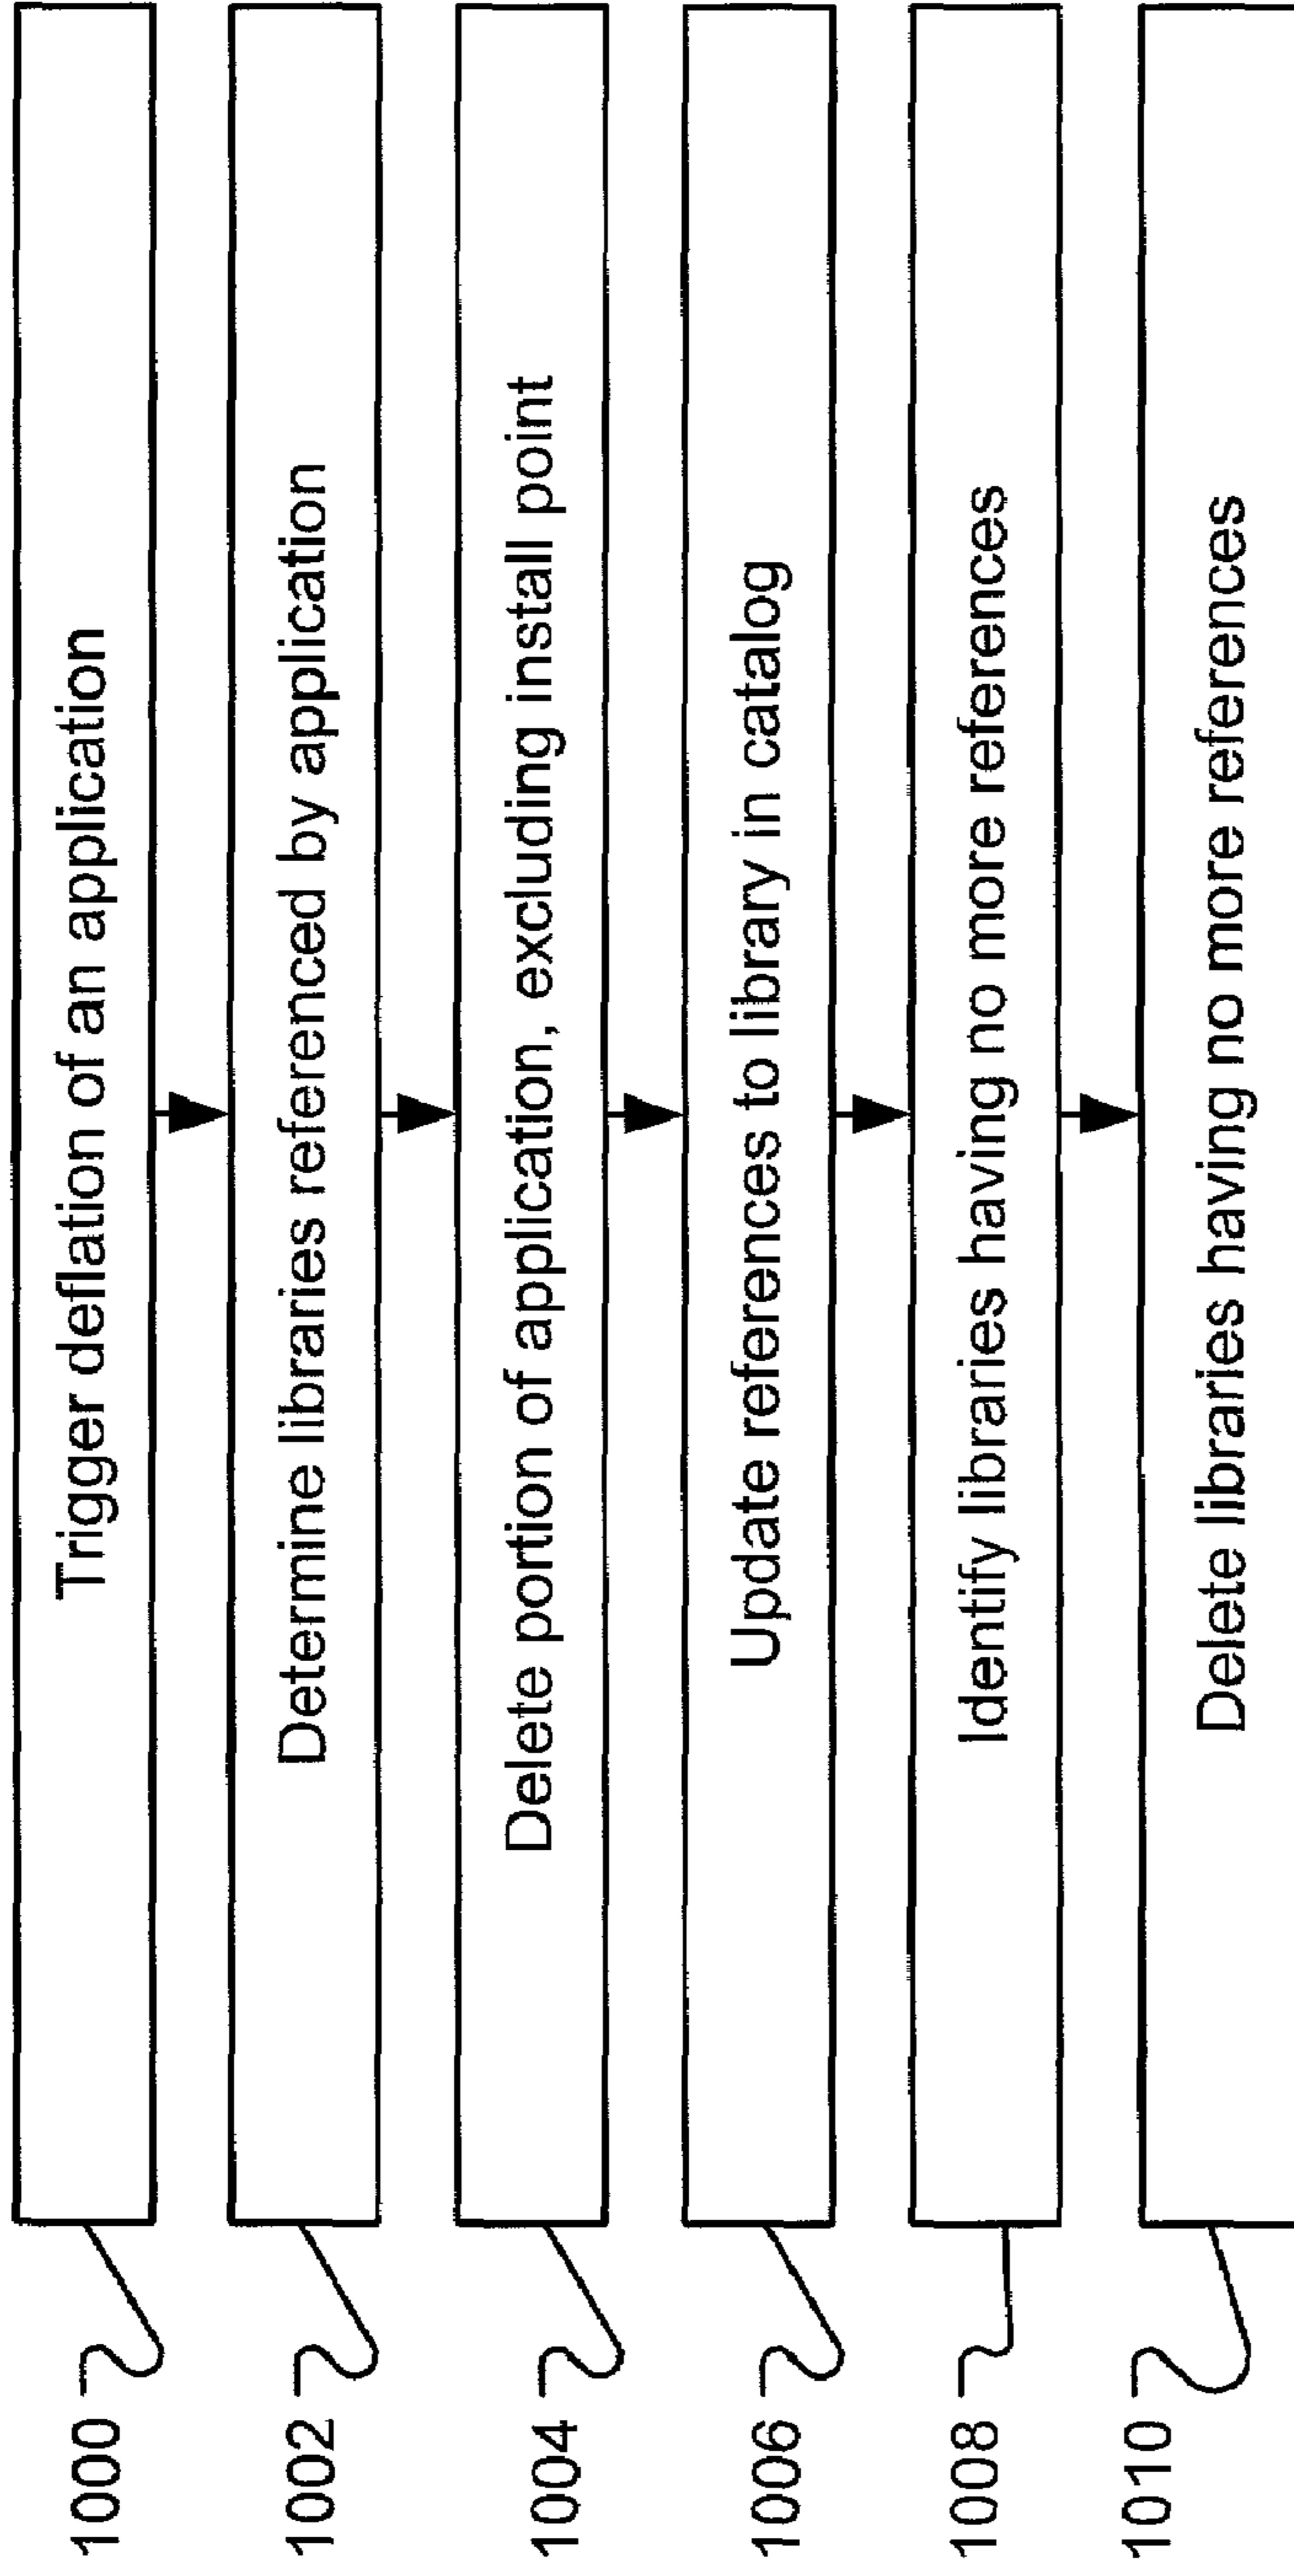 1000 Trigger deflation of an application
1002 Determine libraries referenced by application
1004 Delete portion of application, excluding install point
1006 Update references to library in catalog
1008 Identify libraries having no more references
1010 Delete libraries having no more references